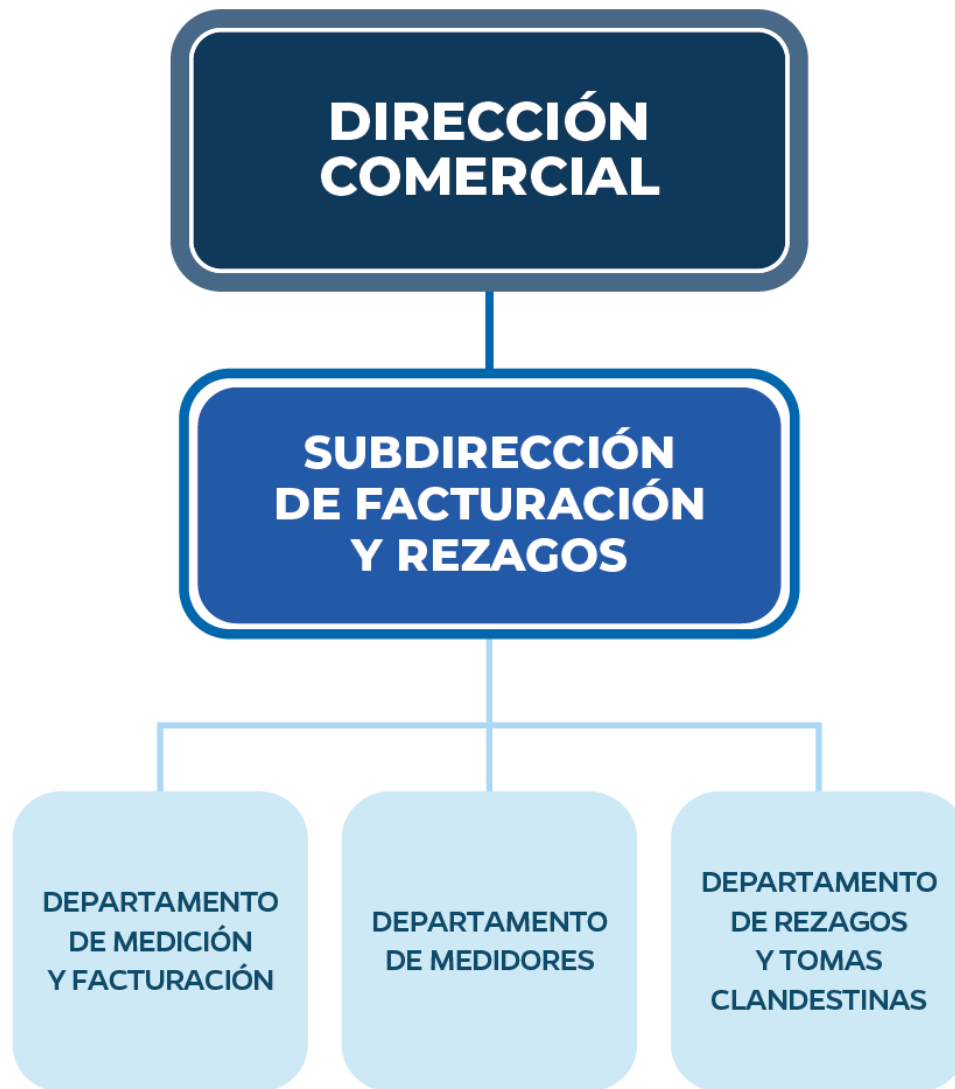 DIRECCIÓN
COMERCIAL
SUBDIRECCIÓN
DE FACTURACIÓN
Y REZAGOS
DEPARTAMENTO
DE MEDICIÓN
Y FACTURACIÓN
DEPARTAMENTO
DE MEDIDORES
DEPARTAMENTO
DE REZAGOS
Y TOMAS
CLANDESTINAS